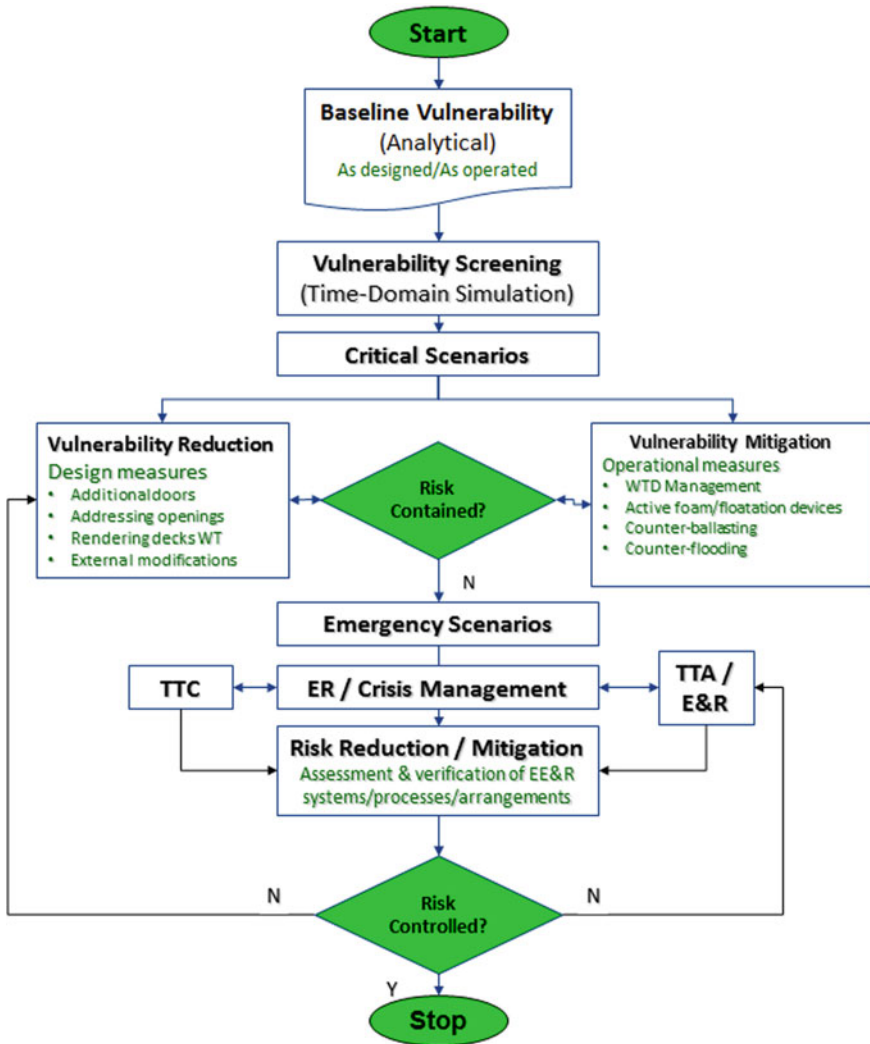 Start
Baseline Vulnerability
(Analytical)
As designed/As operated
Vulnerability Screening
(Time-Domain Simulation)
Critical Scenarios
Vulnerability Reduction
Design measures
• Additional doors
• Addressing openings
• Rendering decks WT
• External modifications
Risk
Contained?
Vulnerability Mitigation
Operational measures
• WTD Management
• Active foam/floatation devices
• Counter-ballasting
• Counter-flooding
N
Emergency Scenarios
TTC
ER / Crisis Management
TTA /
E&R
Risk Reduction / Mitigation
Assessment & verification of EE&R
systems/processes/arrangements
N
Risk
Controlled?
N
Y
Stop